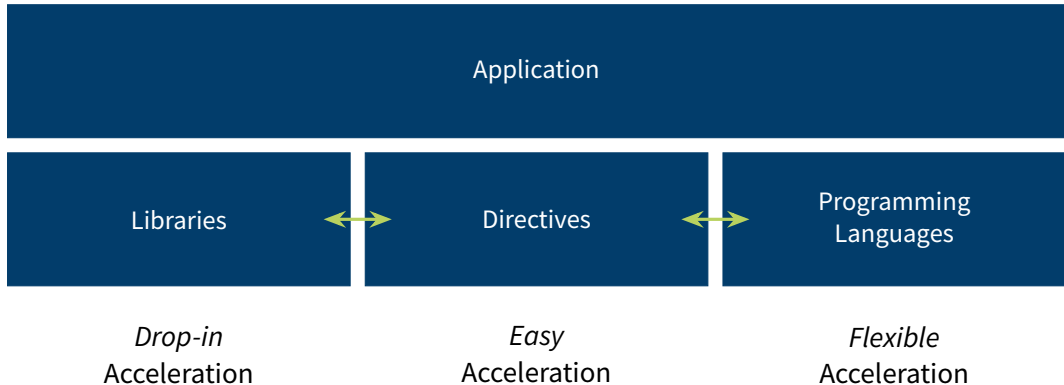 Application
Libraries
Directives
Programming
Languages
Drop-in
Acceleration
Easy
Acceleration
Flexible
Acceleration